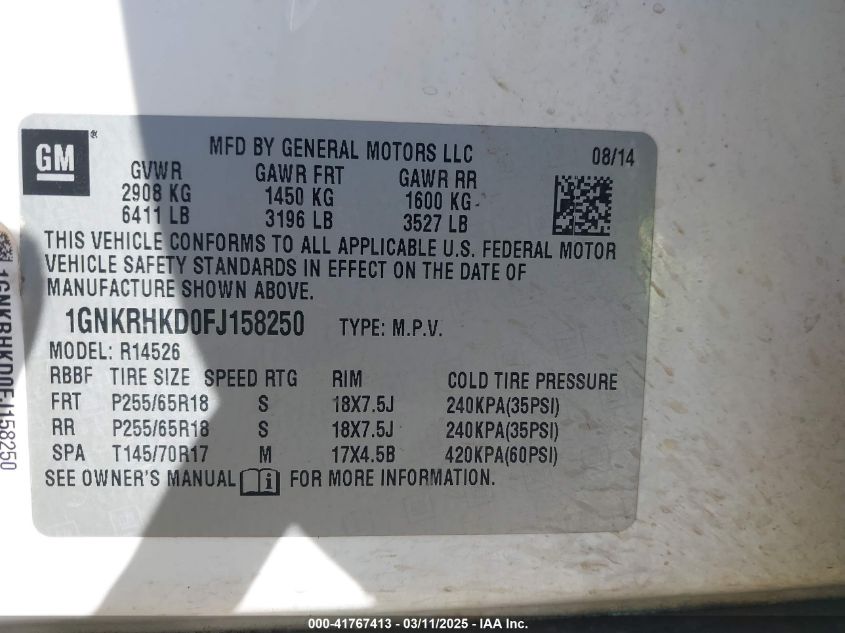 GM®
MFD BY GENERAL MOTORS LLC 08/14
GVWR GAWR FRT GAWR RR
2908 KG 1450 KG 1600 KG
6411 LB 3196 LB 3527 LB
THIS VEHICLE CONFORMS TO ALL APPLICABLE U.S. FEDERAL MOTOR
VEHICLE SAFETY STANDARDS IN EFFECT ON THE DATE OF
MANUFACTURE SHOWN ABOVE.
1GNKRHKD0FJ158250 TYPE: M.P.V.
MODEL: R14526
RBBF TIRE SIZE SPEED RTG RIM COLD TIRE PRESSURE
FRT P255/65R18 S 18X7.5J 240KPA(35PSI)
RR P255/65R18 S 18X7.5J 240KPA(35PSI)
SPA T145/70R17 M 17X4.5B 420KPA(60PSI)
SEE OWNER'S MANUAL i FOR MORE INFORMATION.
1GNKRHKD0FJ158250
000-41767413 - 03/11/2025 - IAA Inc.